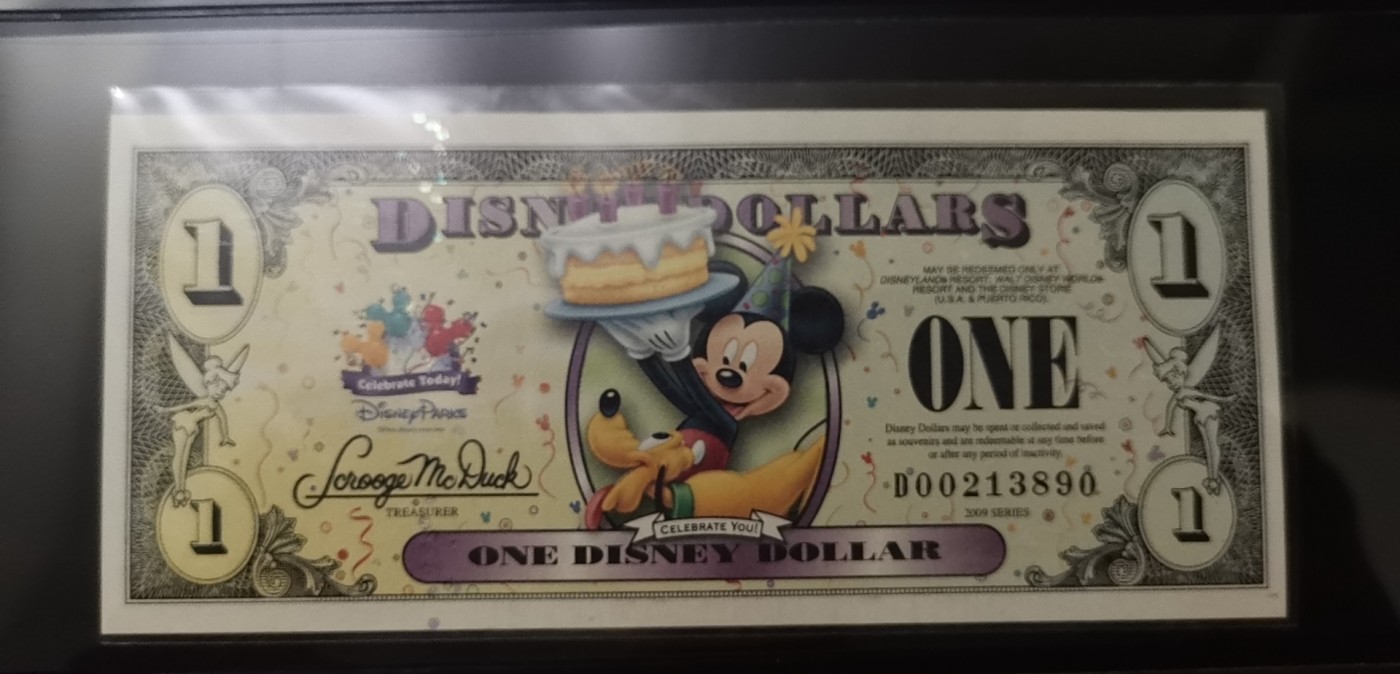 DISNEY DOLLARS
1
1
MAY BE REDEEMED ONLY AT
DISNEYLAND® RESORT, WALT DISNEY WORLD®
RESORT AND THE DISNEY STORE
(U.S.A. & PUERTO RICO).
ONE
Celebrate Today!
DISNEY PARKS
Disney Dollars may be spent or collected and saved
as souvenirs and are redeemable at any time before
or after any period of inactivity.
Scrooge McDuck
TREASURER
D00213890
2009 SERIES
1
1
CELEBRATE YOU!
ONE DISNEY DOLLAR